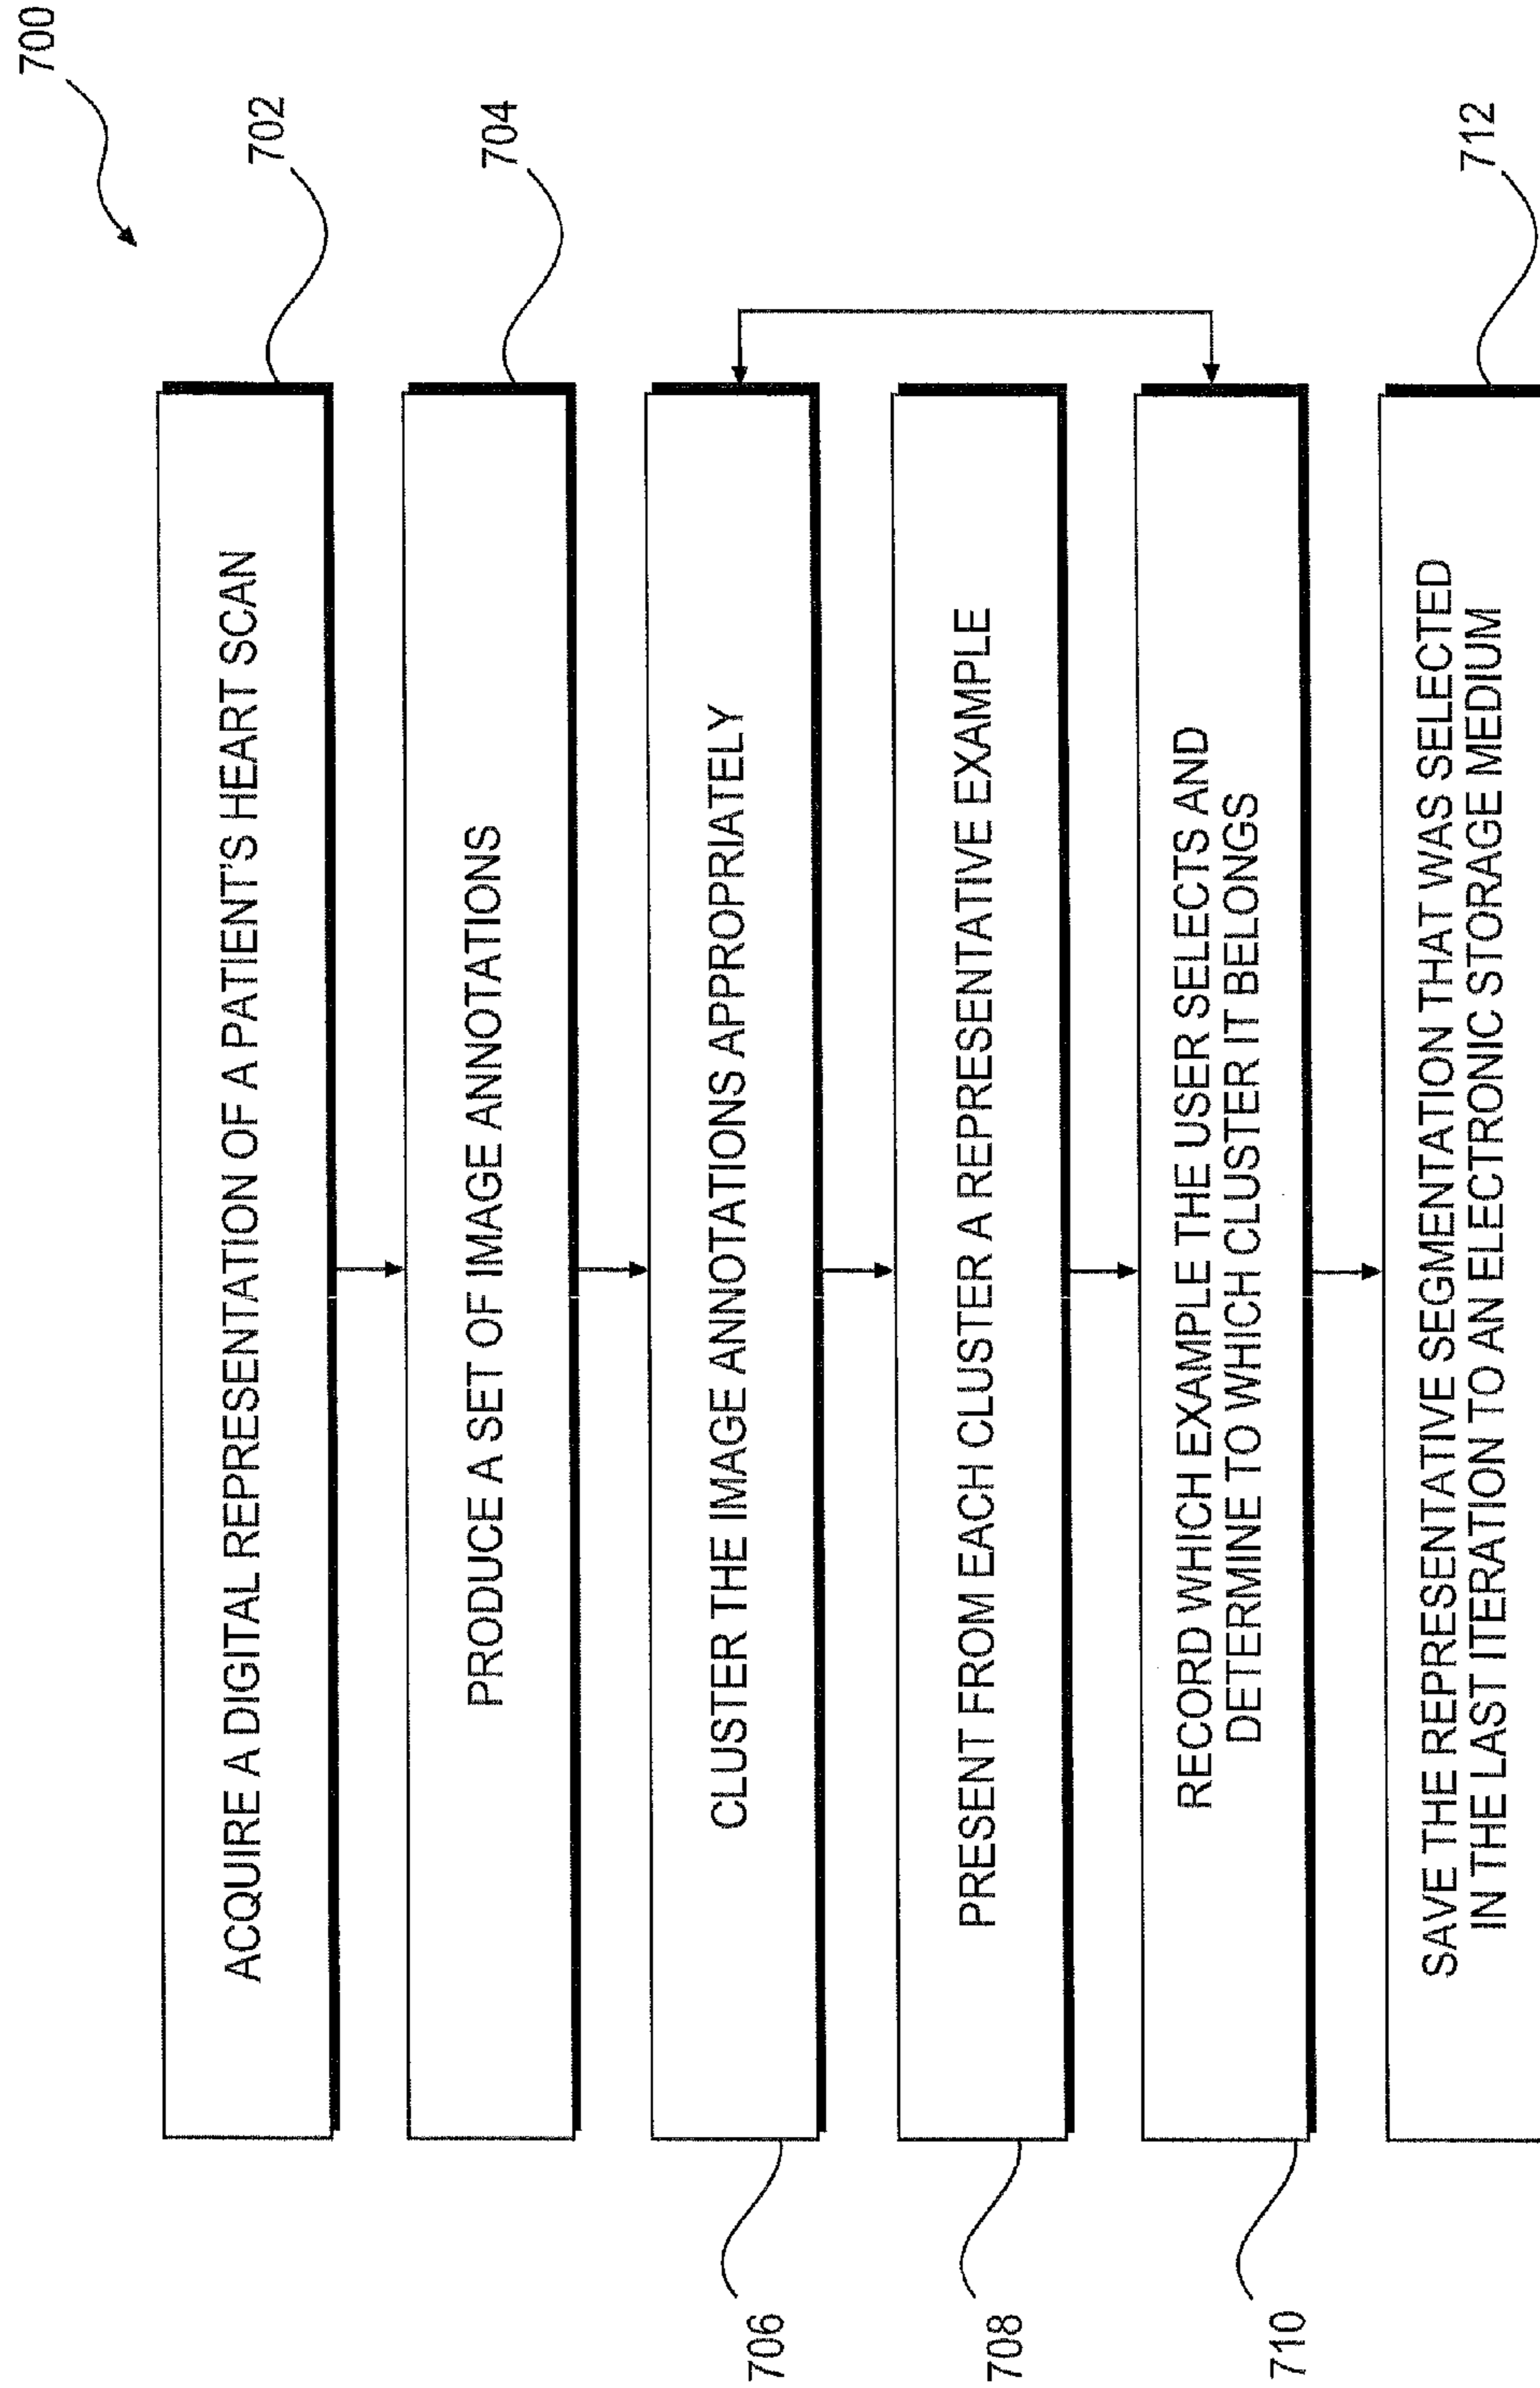 700
702
ACQUIRE A DIGITAL REPRESENTATION OF A PATIENT'S HEART SCAN
704
PRODUCE A SET OF IMAGE ANNOTATIONS
706
CLUSTER THE IMAGE ANNOTATIONS APPROPRIATELY
708
PRESENT FROM EACH CLUSTER A REPRESENTATIVE EXAMPLE
710
RECORD WHICH EXAMPLE THE USER SELECTS AND
DETERMINE TO WHICH CLUSTER IT BELONGS
712
SAVE THE REPRESENTATIVE SEGMENTATION THAT WAS SELECTED
IN THE LAST ITERATION TO AN ELECTRONIC STORAGE MEDIUM